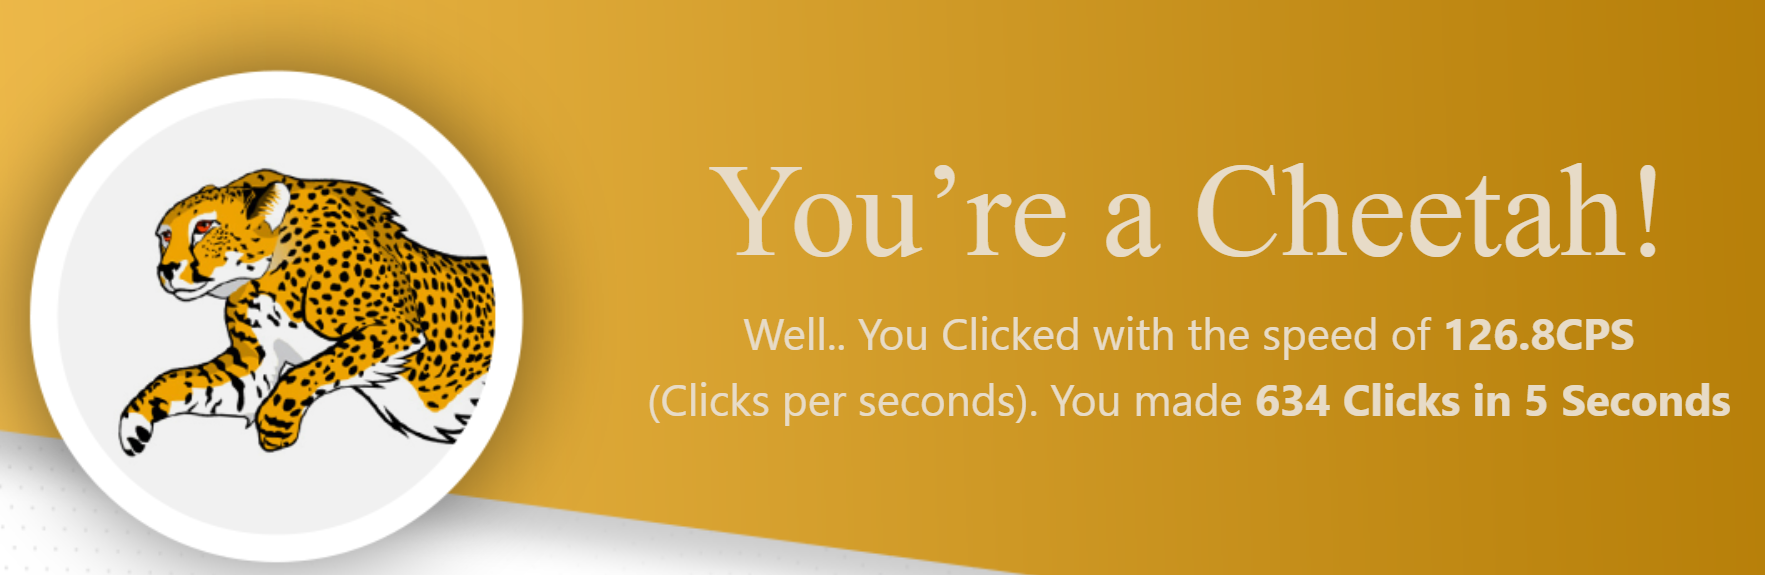 You’re a Cheetah!
Well.. You Clicked with the speed of 126.8CPS
(Clicks per seconds). You made 634 Clicks in 5 Seconds